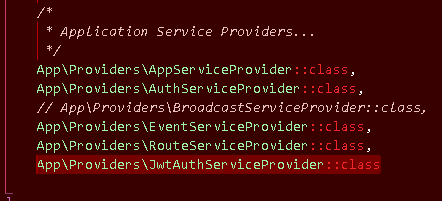 /*
* Application Service Providers...
*/
App\Providers\AppServiceProvider::class,
App\Providers\AuthServiceProvider::class,
// App\Providers\BroadcastServiceProvider::class,
App\Providers\EventServiceProvider::class,
App\Providers\RouteServiceProvider::class,
App\Providers\JwtAuthServiceProvider::class